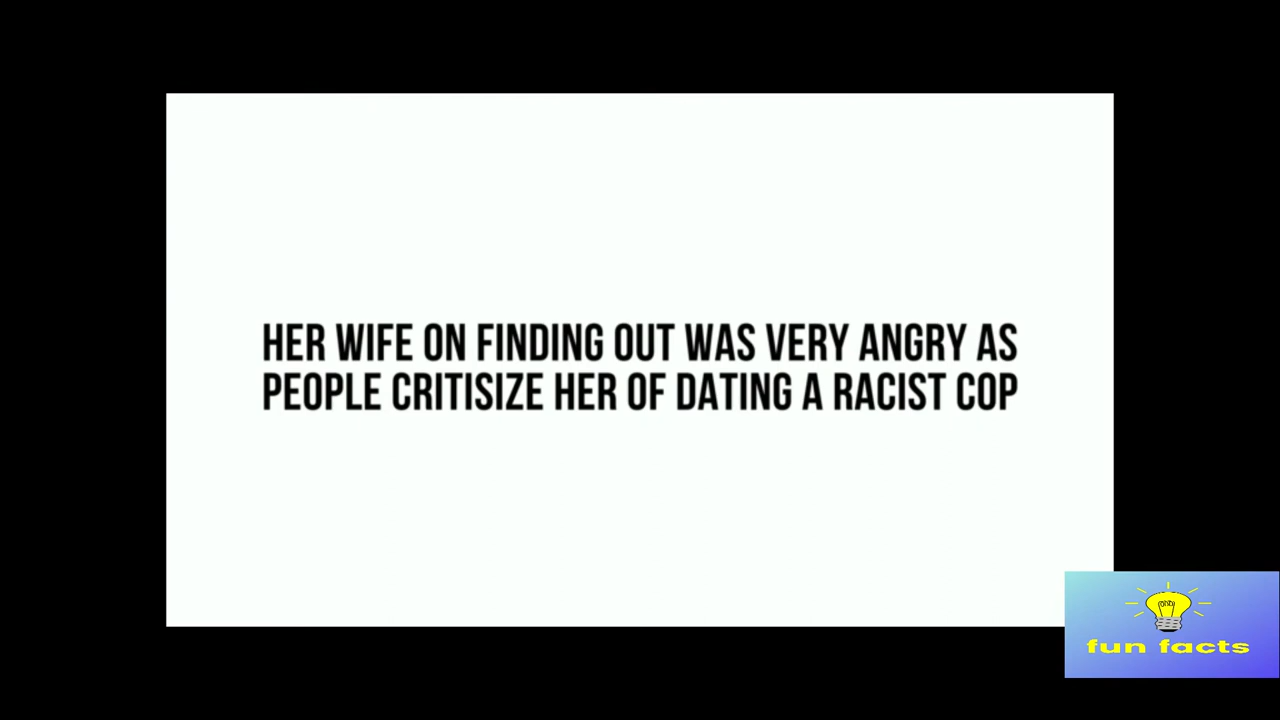 HER WIFE ON FINDING OUT WAS VERY ANGRY AS
PEOPLE CRITISIZE HER OF DATING A RACIST COP
fun facts